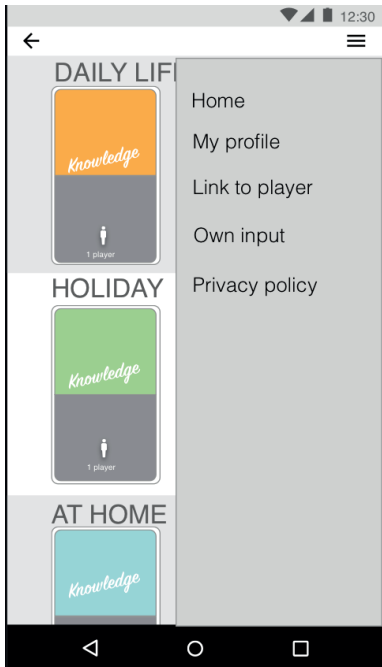 12:30
DAILY LIF
Knowledge
1 player
HOLIDAY
Knowledge
1 player
AT HOME
Knowledge
Home
My profile
Link to player
Own input
Privacy policy